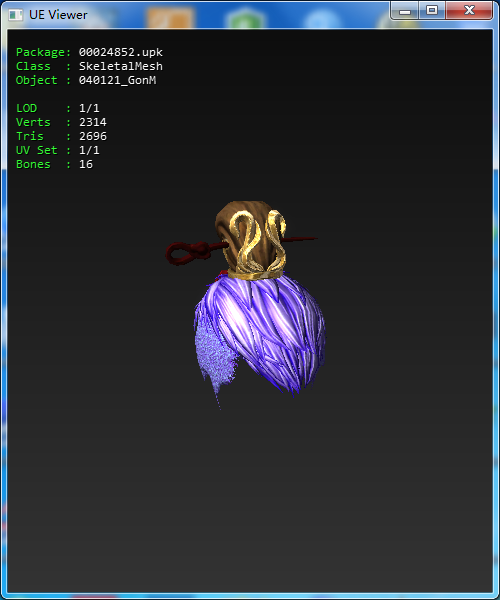 UE Viewer
Package: 00024852.upk
Class : SkeletalMesh
Object : 040121_GonM
LOD : 1/1
Verts : 2314
Tris : 2696
UV Set : 1/1
Bones : 16